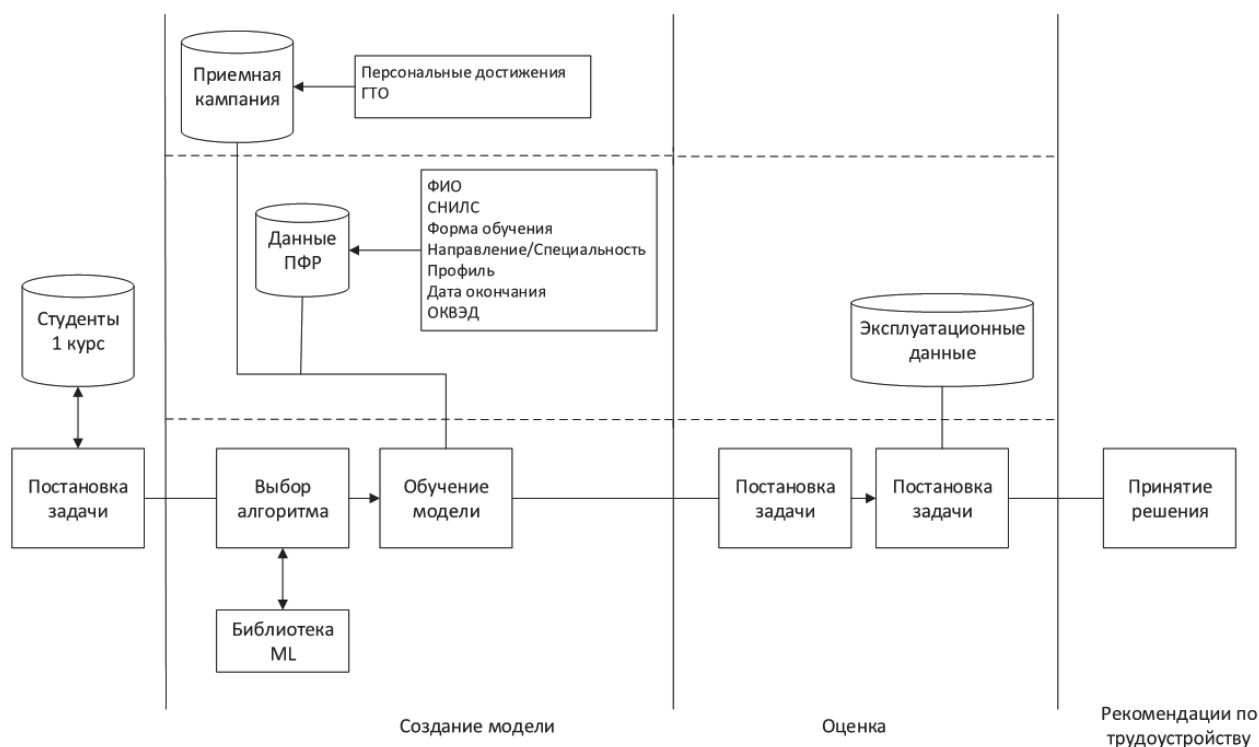 Приемная
кампания
Персональные достижения
ГТО
ФИО
СНИЛС
Форма обучения
Направление/Специальность
Профиль
Дата окончания
ОКВЭД
Данные
ПФР
Студенты
1 курс
Эксплуатационные
данные
Постановка
задачи
Выбор
алгоритма
Обучение
модели
Постановка
задачи
Постановка
задачи
Принятие
решения
Библиотека
ML
Создание модели
Оценка
Рекомендации по
трудоустройству